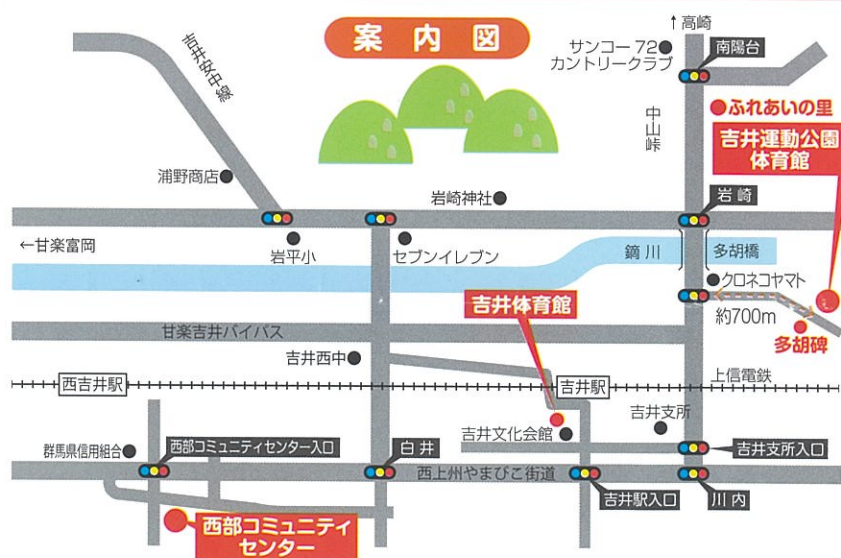 案内図
↑高崎
サンコー72
カントリークラブ
南陽台
吉井安中線
中山峠
ふれあいの里
吉井運動公園
体育館
浦野商店
岩崎神社
岩崎
←甘楽富岡
岩平小
セブンイレブン
鏑川
多胡橋
クロネコヤマト
吉井体育館
約700m
多胡碑
甘楽吉井バイパス
吉井西中
上信電鉄
西吉井駅
吉井駅
吉井支所
群馬県信用組合
西部コミュニティセンター入口
白井
吉井文化会館
吉井支所入口
西上州やまびこ街道
吉井駅入口
川内
西部コミュニティ
センター